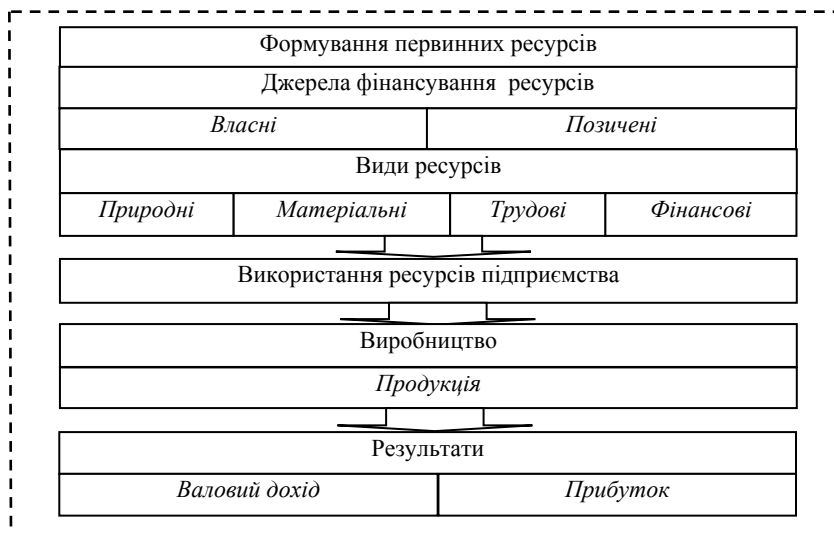 Формування первинних ресурсів
Джерела фінансування ресурсів
Власні Позичені
Види ресурсів
Природні Матеріальні Трудові Фінансові
Використання ресурсів підприємства
Виробництво
Продукція
Результати
Валовий дохід Прибуток